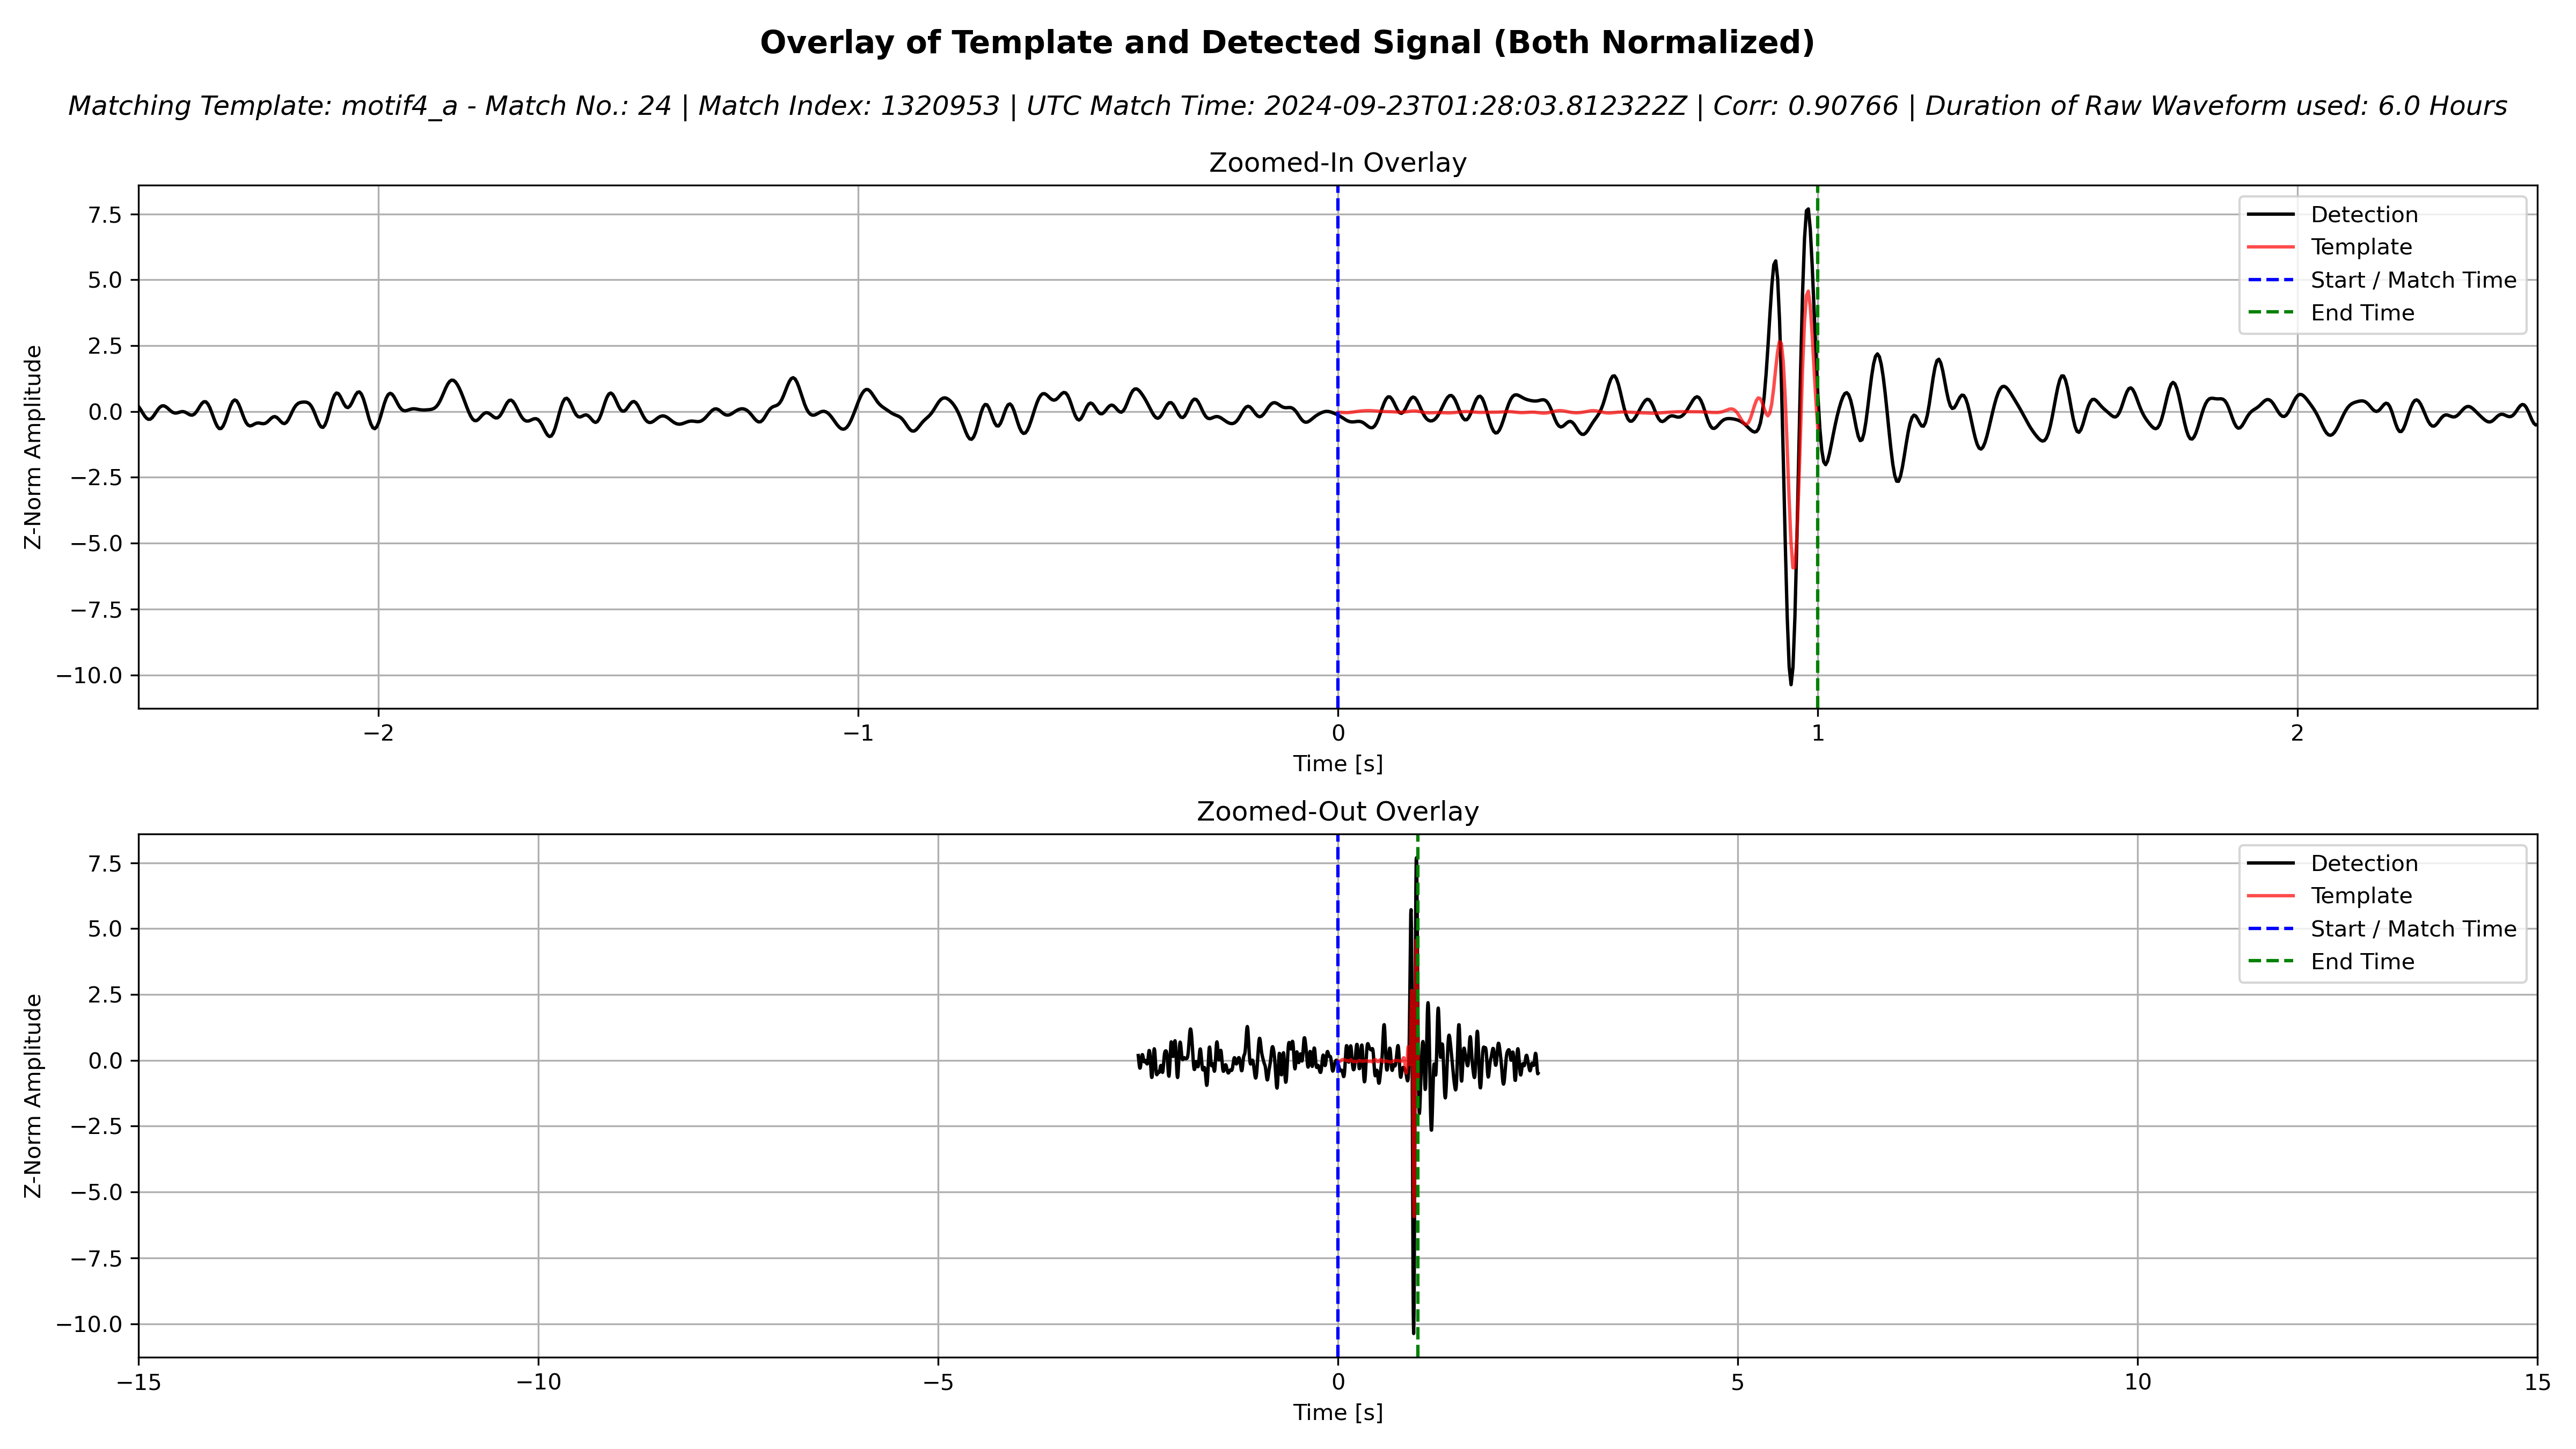 Overlay of Template and Detected Signal (Both Normalized)
Matching Template: motif4_a - Match No.: 24 | Match Index: 1320953 | UTC Match Time: 2024-09-23T01:28:03.812322Z | Corr: 0.90766 | Duration of Raw Waveform used: 6.0 Hours
Zoomed-In Overlay
Z-Norm Amplitude
7.5
5.0
2.5
0.0
−2.5
−5.0
−7.5
−10.0
Detection
Template
Start / Match Time
End Time
−2
−1
0
1
2
Time [s]
Zoomed-Out Overlay
Z-Norm Amplitude
7.5
5.0
2.5
0.0
−2.5
−5.0
−7.5
−10.0
Detection
Template
Start / Match Time
End Time
−15
−10
−5
0
5
10
15
Time [s]